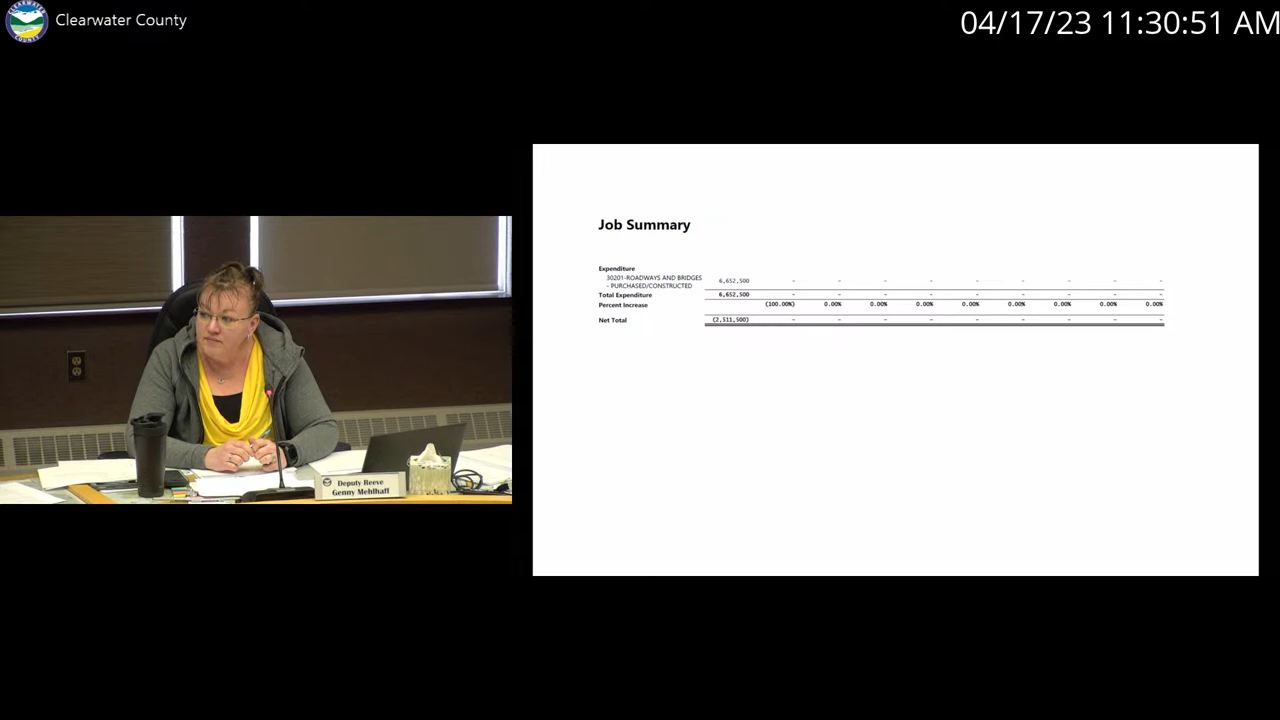 Clearwater County
04/17/23 11:30:51 AM
Job Summary
Expenditure
30201-ROADWAYS AND BRIDGES 6,652,500 - - - - - - - - -
- PURCHASED/CONSTRUCTED
Total Expenditure 6,652,500 - - - - - - - - -
Percent Increase (100.00%) 0.00% 0.00% 0.00% 0.00% 0.00% 0.00% 0.00% 0.00%
Net Total (2,511,500) - - - - - - - - -
Deputy Reeve
Genny Mehlhaff